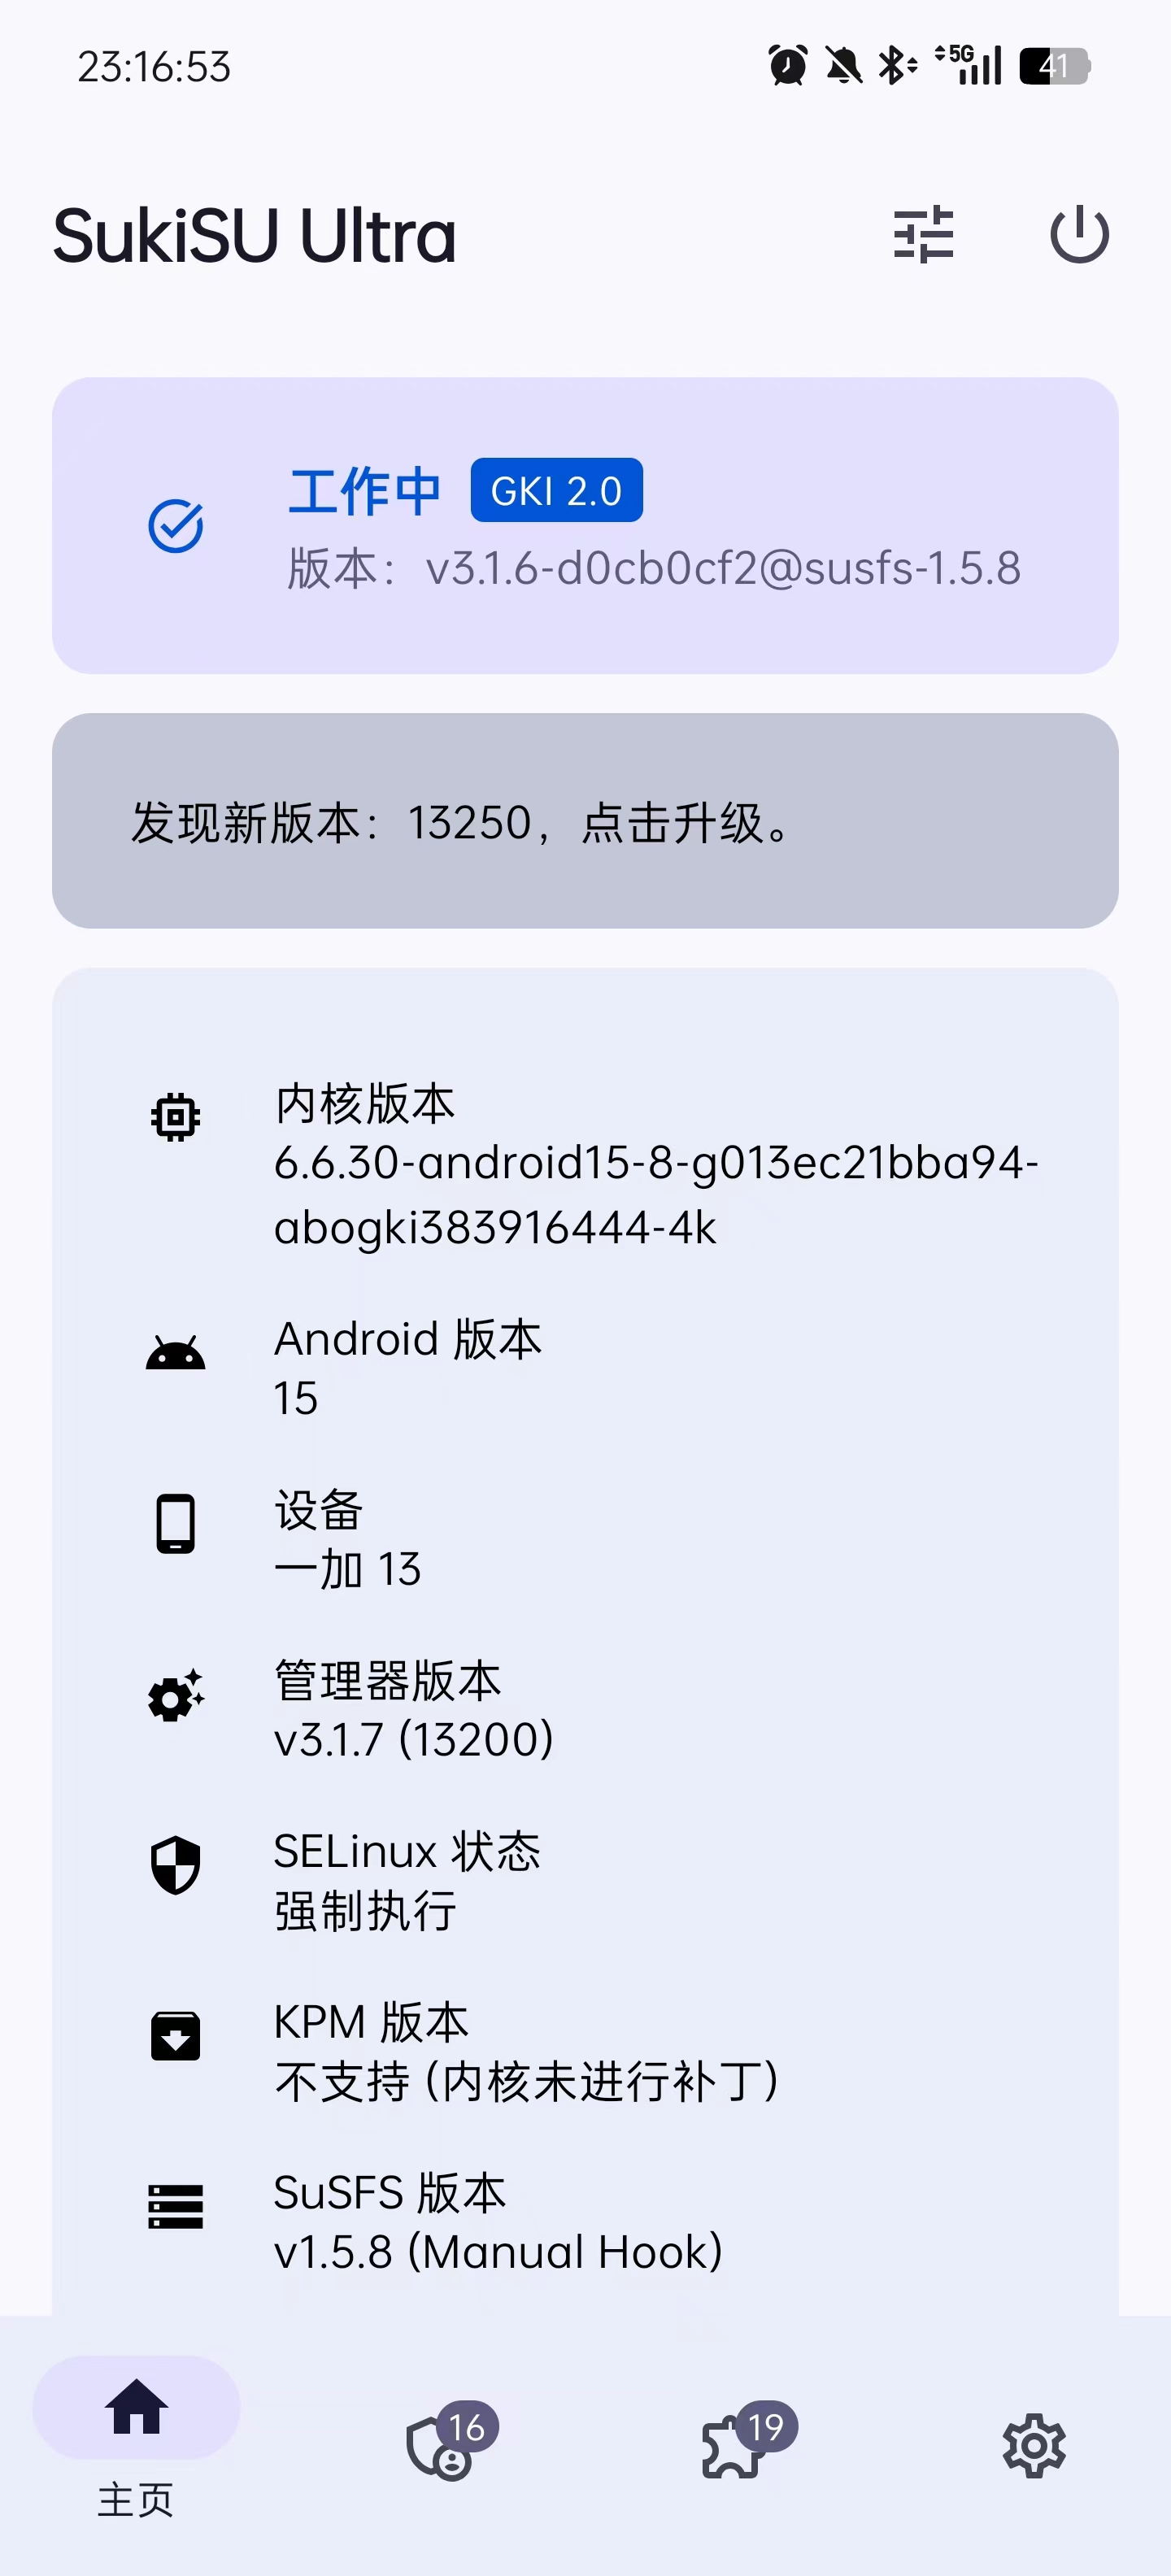 23:16:53
5G
41
SukiSU Ultra
工作中 GKI 2.0
版本：v3.1.6-d0cb0cf2@susfs-1.5.8
发现新版本：13250，点击升级。
内核版本
6.6.30-android15-8-g013ec21bba94-
abogki383916444-4k
Android 版本
15
设备
一加 13
管理器版本
v3.1.7 (13200)
SELinux 状态
强制执行
KPM 版本
不支持 (内核未进行补丁)
SuSFS 版本
v1.5.8 (Manual Hook)
16
19
主页